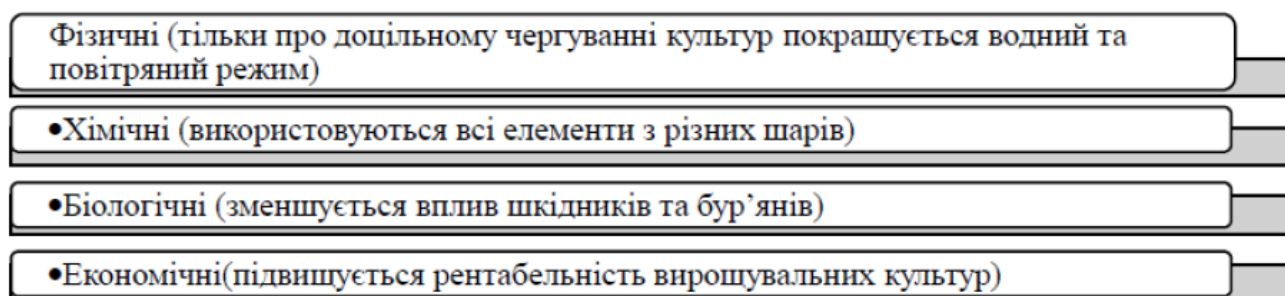 Фізичні (тільки про доцільному чергуванні культур покращується водний та
повітряний режим)
•Хімічні (використовуються всі елементи з різних шарів)
•Біологічні (зменшується вплив шкідників та бур’янів)
•Економічні(підвищується рентабельність вирощувальних культур)